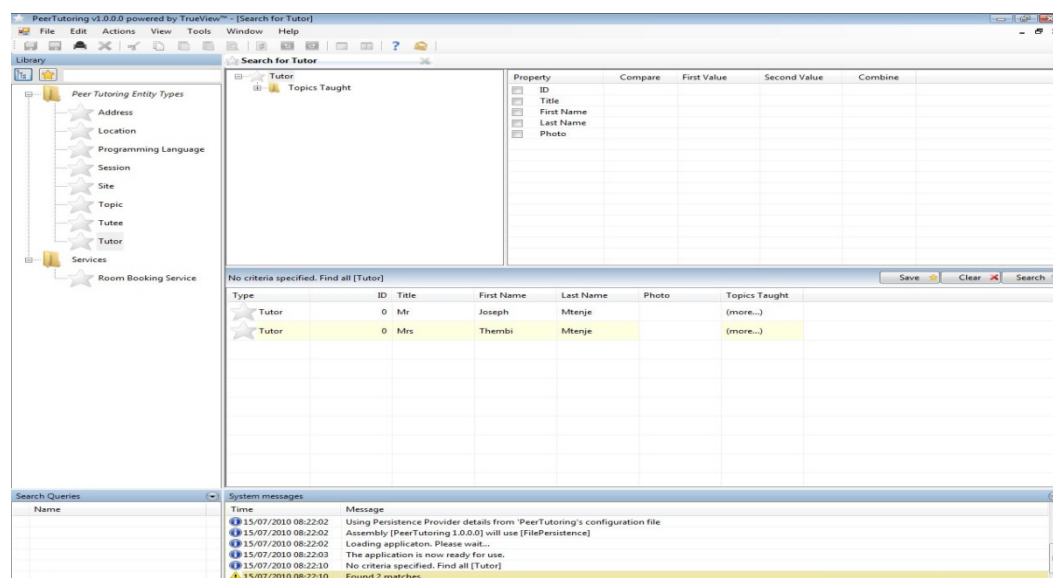 PeerTutoring v1.0.0.0 powered by TrueView™ - [Search for Tutor]
File Edit Actions View Tools Window Help
Library
Search for Tutor
Peer Tutoring Entity Types
Address
Location
Programming Language
Session
Site
Topic
Tutee
Tutor
Services
Room Booking Service
Tutor
Topics Taught
Property Compare First Value Second Value Combine
ID
Title
First Name
Last Name
Photo
No criteria specified. Find all [Tutor]
Save Clear Search
Type ID Title First Name Last Name Photo Topics Taught
Tutor 0 Mr Joseph Mtenje (more...)
Tutor 0 Mrs Thembi Mtenje (more...)
Search Queries
Name
System messages
Time Message
15/07/2010 08:22:02 Using Persistence Provider details from 'PeerTutoring's configuration file
15/07/2010 08:22:02 Assembly [PeerTutoring 1.0.0.0] will use [FilePersistence]
15/07/2010 08:22:02 Loading applicaton. Please wait...
15/07/2010 08:22:03 The application is now ready for use.
15/07/2010 08:22:10 No criteria specified. Find all [Tutor]
15/07/2010 08:22:10 Found 2 matches